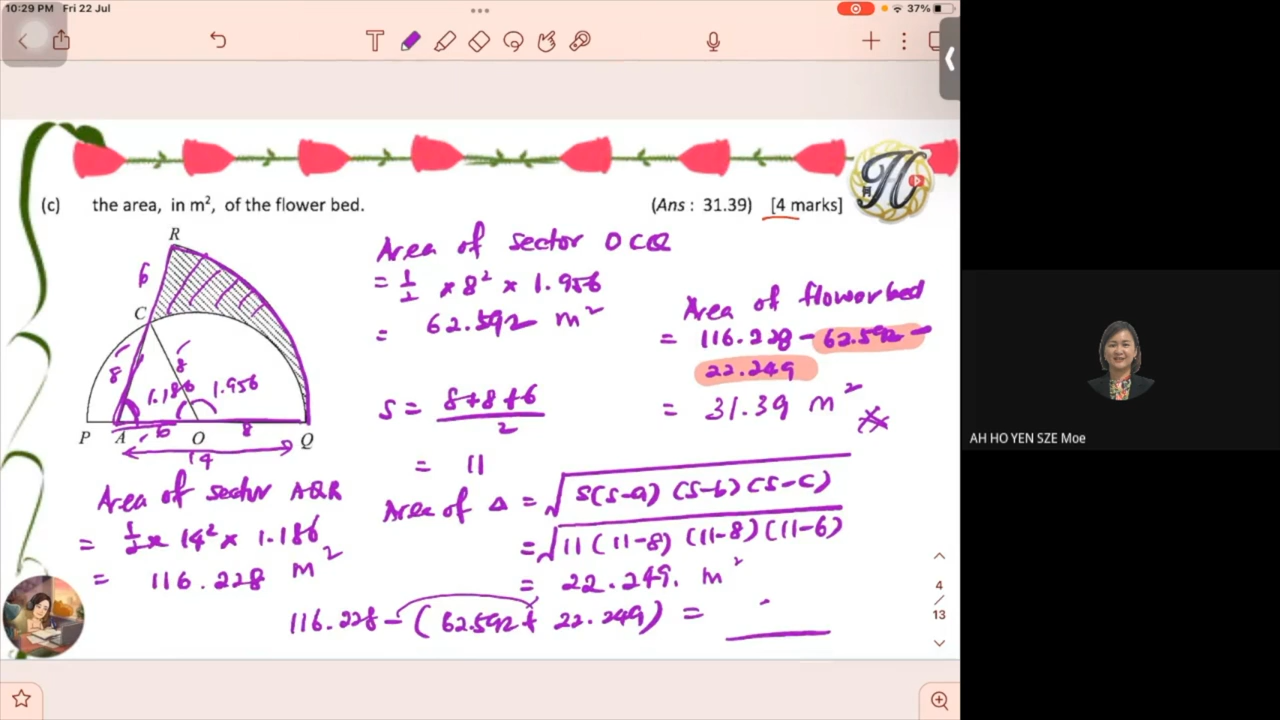 10:29 PM Fri 22 Jul
37%
T
(c) the area, in m², of the flower bed. (Ans : 31.39) [4 marks]
H
R
6
C
8
8
1.186
1.956
P A 6 O 8 Q
14
Area of sector OCQ
= 1/2 × 8² × 1.956
= 62.592 m²
S = 8+8+6/2
= 11
Area of flower bed
= 116.228 - 62.592 -
22.249
= 31.39 m²
Area of sector AQR
= 1/2 × 14² × 1.186
= 116.228 m²
Area of Δ = √S(S-a)(S-b)(S-c)
= √11(11-8)(11-8)(11-6)
= 22.249. m²
116.228 - (62.592 + 22.249) =
4
/
13
AH HO YEN SZE Moe